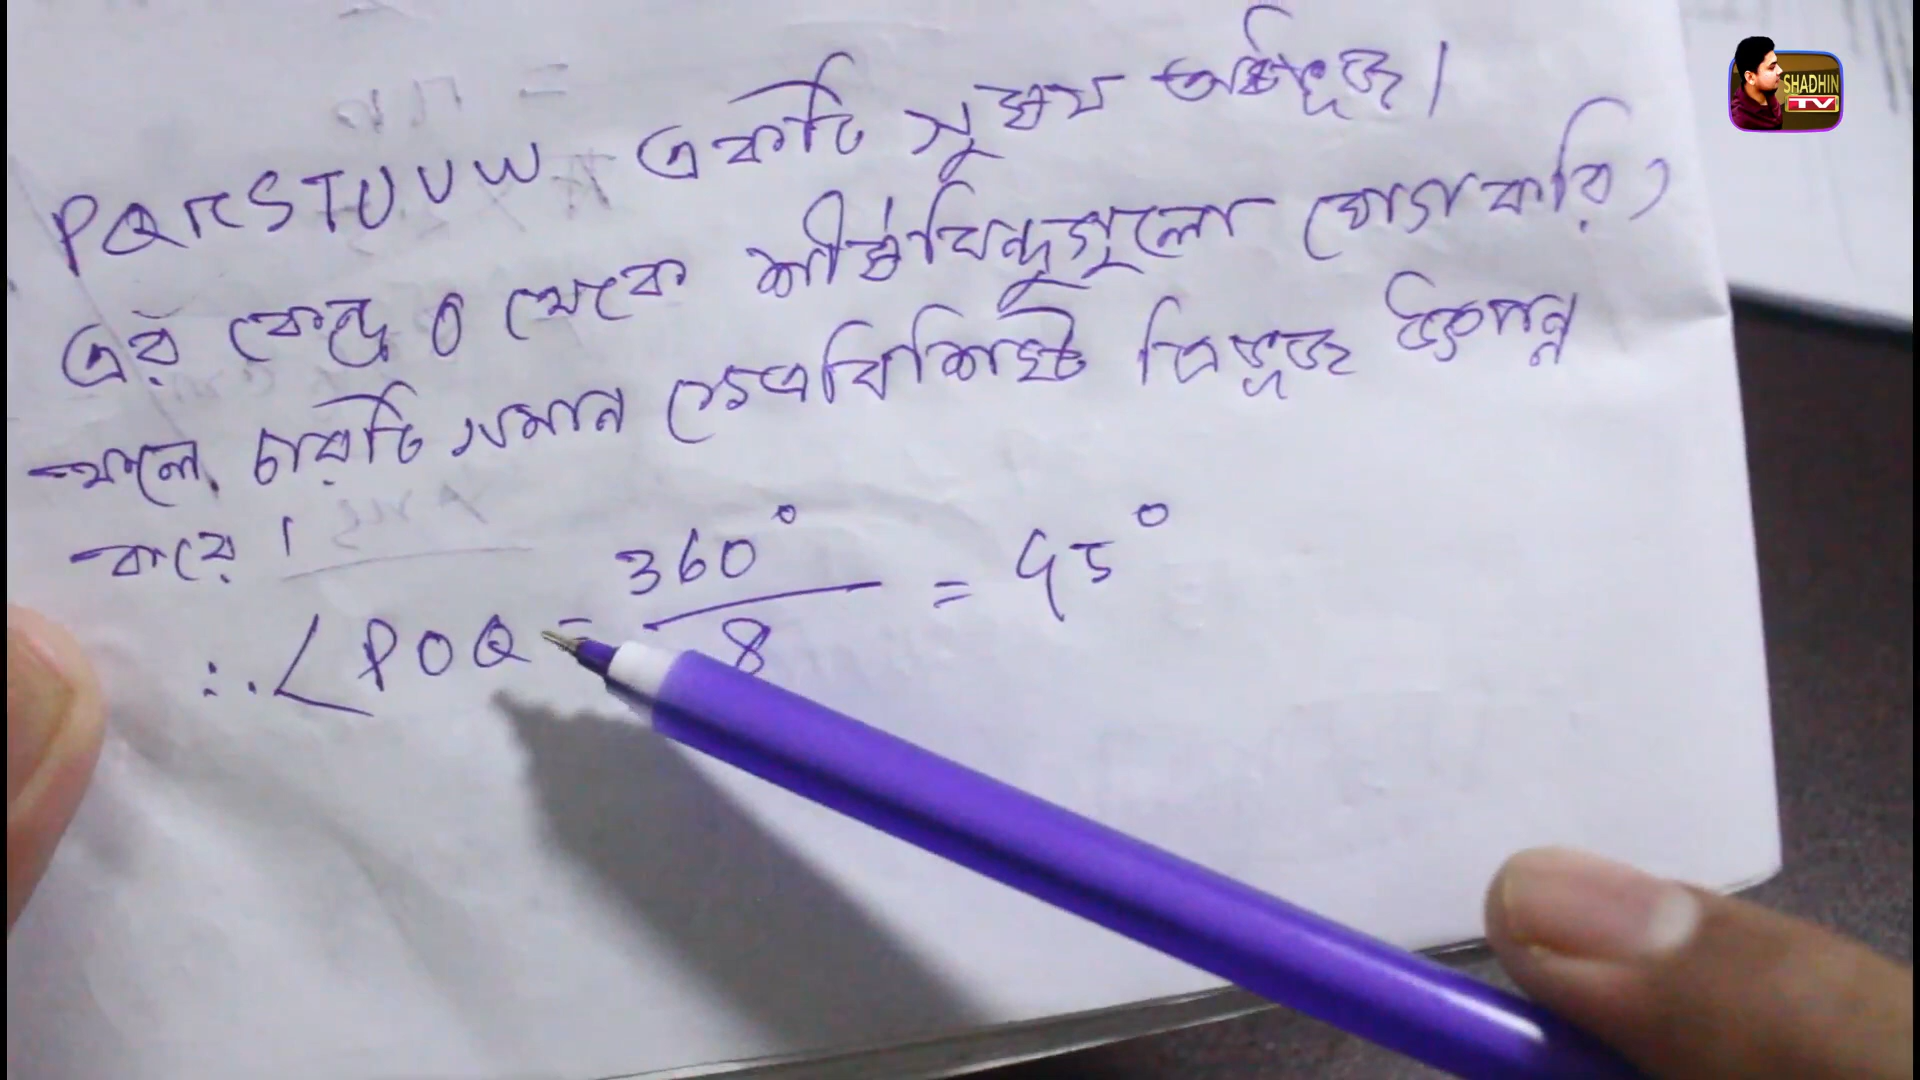 PQRSTUVW একটি সুষম অষ্টভুজ।
এর কেন্দ্র O থেকে শীর্ষবিন্দুগুলো যোগ করি,
ফলে, চারটি সমান ক্ষেত্রবিশিষ্ট ত্রিভুজ উৎপন্ন
করে।
∴ ∠POQ = 360°/8 = 45°
SHADHIN
TV